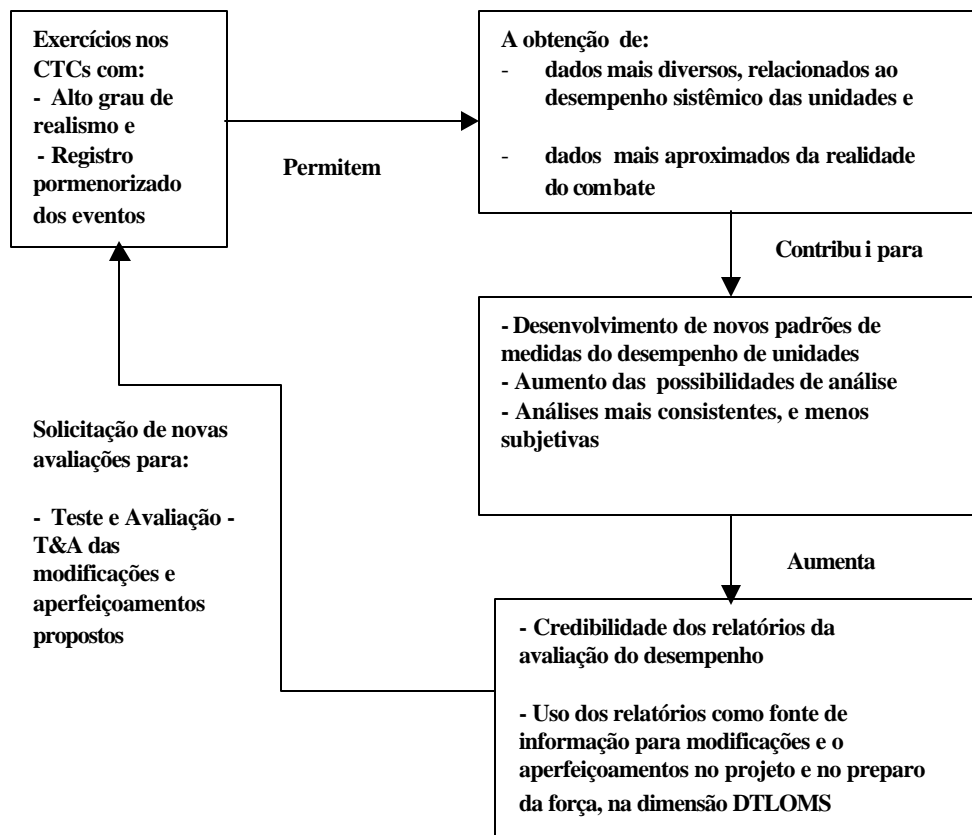 Exercícios nos
CTCs com:
- Alto grau de
realismo e
- Registro
pormenorizado
dos eventos
Permitem
A obtenção de:
- dados mais diversos, relacionados ao
desempenho sistêmico das unidades e
- dados mais aproximados da realidade
do combate
Contribu i para
- Desenvolvimento de novos padrões de
medidas do desempenho de unidades
- Aumento das possibilidades de análise
- Análises mais consistentes, e menos
subjetivas
Aumenta
- Credibilidade dos relatórios da
avaliação do desempenho
- Uso dos relatórios como fonte de
informação para modificações e o
aperfeiçoamentos no projeto e no preparo
da força, na dimensão DTLOMS
Solicitação de novas
avaliações para:
- Teste e Avaliação -
T&A das
modificações e
aperfeiçoamentos
propostos